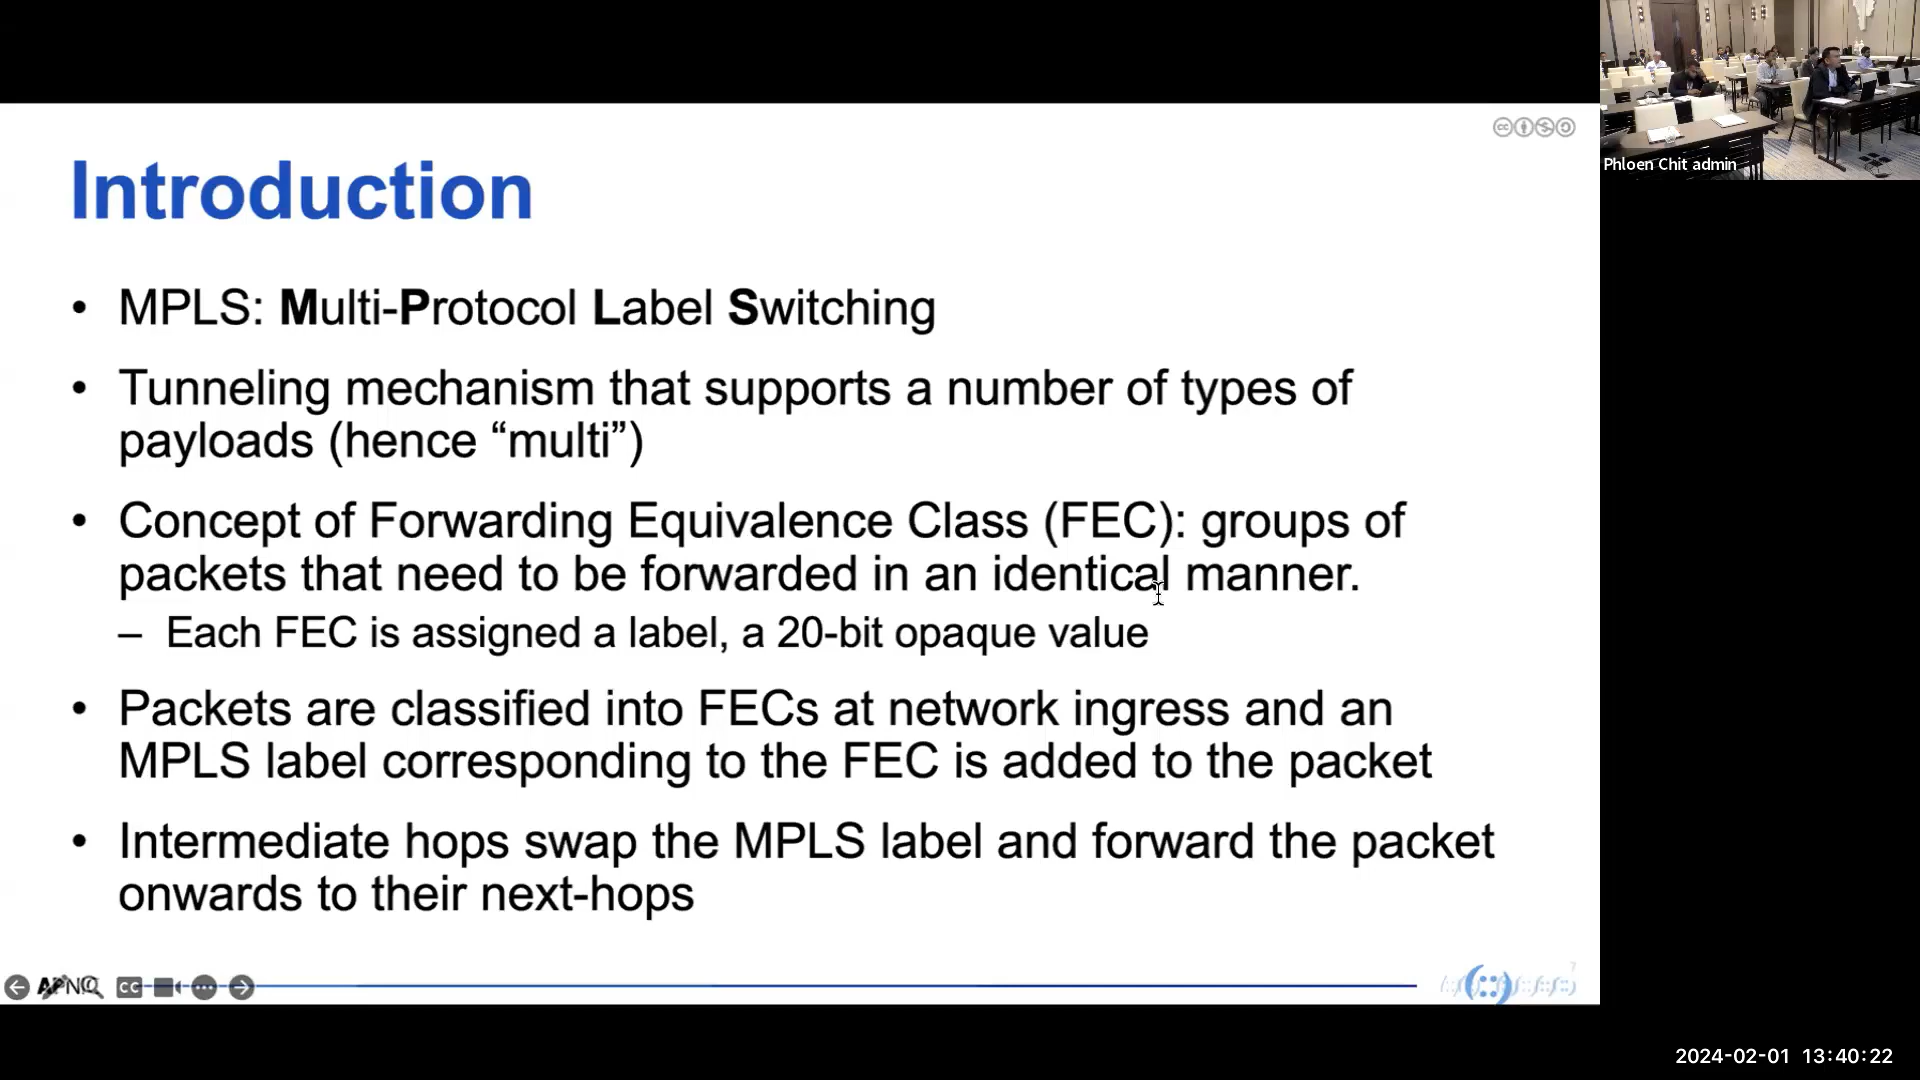 Introduction
• MPLS: Multi-Protocol Label Switching
• Tunneling mechanism that supports a number of types of
payloads (hence “multi”)
• Concept of Forwarding Equivalence Class (FEC): groups of
packets that need to be forwarded in an identical manner.
– Each FEC is assigned a label, a 20-bit opaque value
• Packets are classified into FECs at network ingress and an
MPLS label corresponding to the FEC is added to the packet
• Intermediate hops swap the MPLS label and forward the packet
onwards to their next-hops
CC
7
Phloen Chit admin
2024-02-01 13:40:22